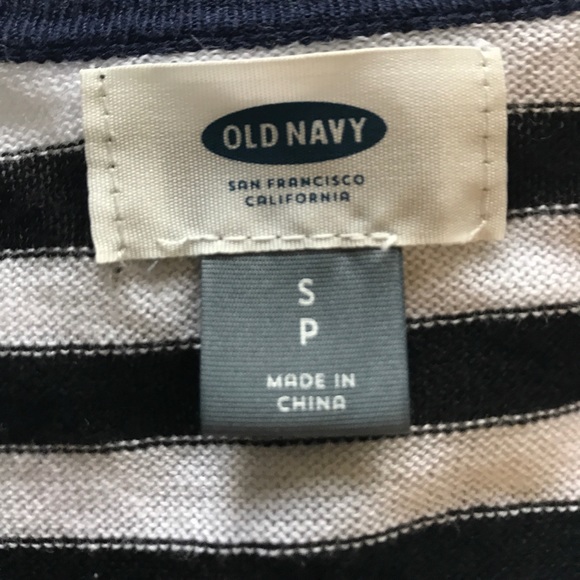 OLD NAVY
SAN FRANCISCO
CALIFORNIA
S
P
MADE IN
CHINA